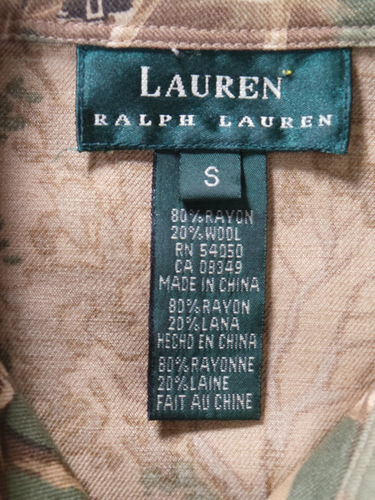 LAUREN
RALPH LAUREN
S
80% RAYON
20% WOOL
RN 54050
CA 08349
MADE IN CHINA
80% RAYON
20% LANA
HECHO EN CHINA
80% RAYONNE
20% LAINE
FAIT AU CHINE